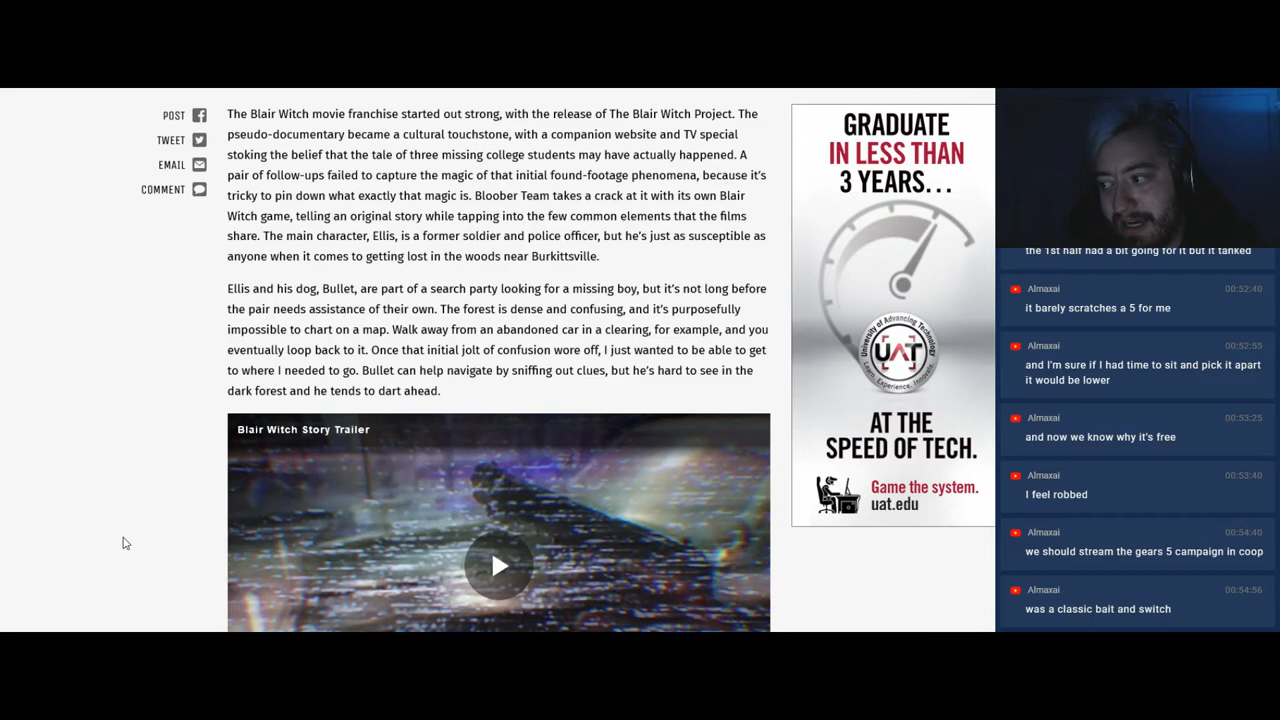 POST
TWEET
EMAIL
COMMENT
The Blair Witch movie franchise started out strong, with the release of The Blair Witch Project. The
pseudo-documentary became a cultural touchstone, with a companion website and TV special
stoking the belief that the tale of three missing college students may have actually happened. A
pair of follow-ups failed to capture the magic of that initial found-footage phenomena, because it's
tricky to pin down what exactly that magic is. Bloober Team takes a crack at it with its own Blair
Witch game, telling an original story while tapping into the few common elements that the films
share. The main character, Ellis, is a former soldier and police officer, but he's just as susceptible as
anyone when it comes to getting lost in the woods near Burkittsville.
Ellis and his dog, Bullet, are part of a search party looking for a missing boy, but it's not long before
the pair needs assistance of their own. The forest is dense and confusing, and it's purposefully
impossible to chart on a map. Walk away from an abandoned car in a clearing, for example, and you
eventually loop back to it. Once that initial jolt of confusion wore off, I just wanted to be able to get
to where I needed to go. Bullet can help navigate by sniffing out clues, but he's hard to see in the
dark forest and he tends to dart ahead.
Blair Witch Story Trailer
GRADUATE
IN LESS THAN
3 YEARS...
University of Advancing Technology
UAT
Learn, Experience, Innovate
AT THE
SPEED OF TECH.
Game the system.
uat.edu
the 1st half had a bit going for it but it tanked
Almaxai 00:52:40
it barely scratches a 5 for me
Almaxai 00:52:55
and I'm sure if I had time to sit and pick it apart
it would be lower
Almaxai 00:53:25
and now we know why it's free
Almaxai 00:53:40
I feel robbed
Almaxai 00:54:40
we should stream the gears 5 campaign in coop
Almaxai 00:54:56
was a classic bait and switch